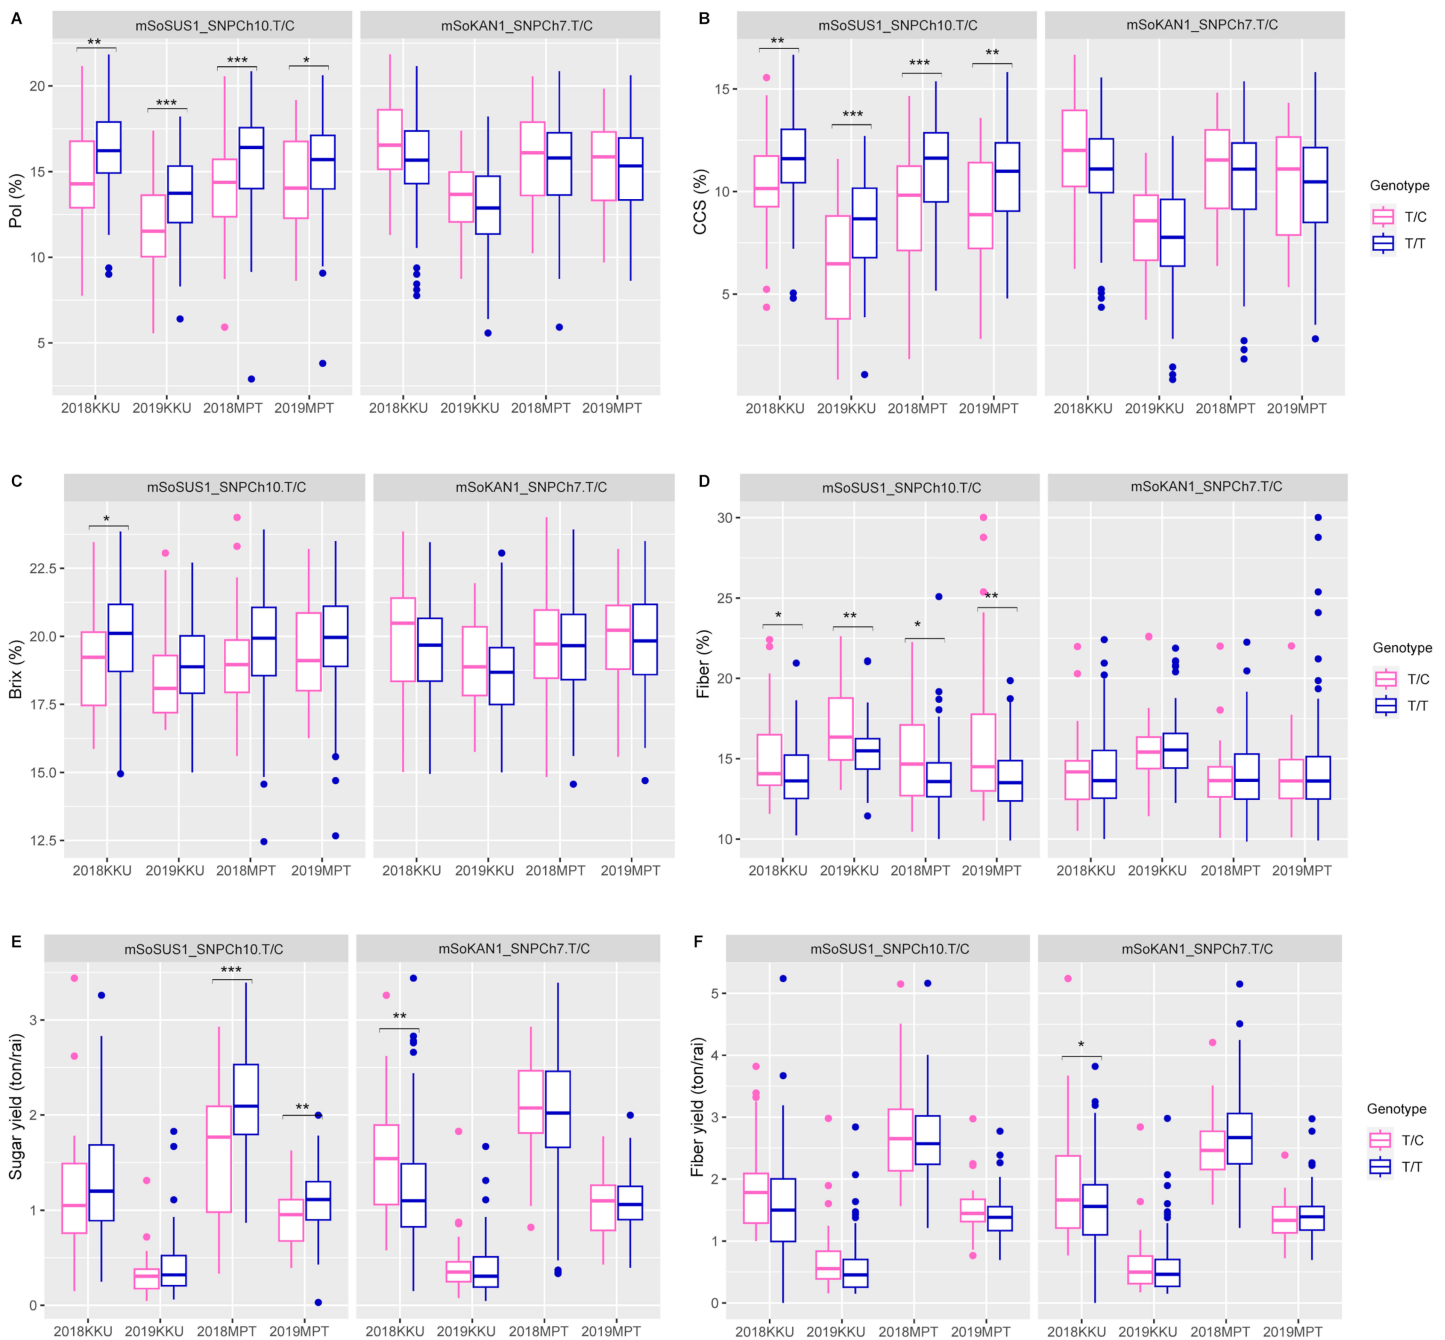 A
mSoSUS1_SNPCh10.T/C
mSoKAN1_SNPCh7.T/C
Pol (%)
20
15
10
5
** *** *** *
2018KKU 2019KKU 2018MPT 2019MPT
2018KKU 2019KKU 2018MPT 2019MPT
B
mSoSUS1_SNPCh10.T/C
mSoKAN1_SNPCh7.T/C
CCS (%)
15
10
5
** *** *** **
2018KKU 2019KKU 2018MPT 2019MPT
2018KKU 2019KKU 2018MPT 2019MPT
Genotype
T/C
T/T
C
mSoSUS1_SNPCh10.T/C
mSoKAN1_SNPCh7.T/C
Brix (%)
22.5
20.0
17.5
15.0
12.5
*
2018KKU 2019KKU 2018MPT 2019MPT
2018KKU 2019KKU 2018MPT 2019MPT
D
mSoSUS1_SNPCh10.T/C
mSoKAN1_SNPCh7.T/C
Fiber (%)
30
25
20
15
10
* ** * **
2018KKU 2019KKU 2018MPT 2019MPT
2018KKU 2019KKU 2018MPT 2019MPT
Genotype
T/C
T/T
E
mSoSUS1_SNPCh10.T/C
mSoKAN1_SNPCh7.T/C
Sugar yield (ton/rai)
3
2
1
0
*** **
**
2018KKU 2019KKU 2018MPT 2019MPT
2018KKU 2019KKU 2018MPT 2019MPT
F
mSoSUS1_SNPCh10.T/C
mSoKAN1_SNPCh7.T/C
Fiber yield (ton/rai)
5
4
3
2
1
0
*
2018KKU 2019KKU 2018MPT 2019MPT
2018KKU 2019KKU 2018MPT 2019MPT
Genotype
T/C
T/T